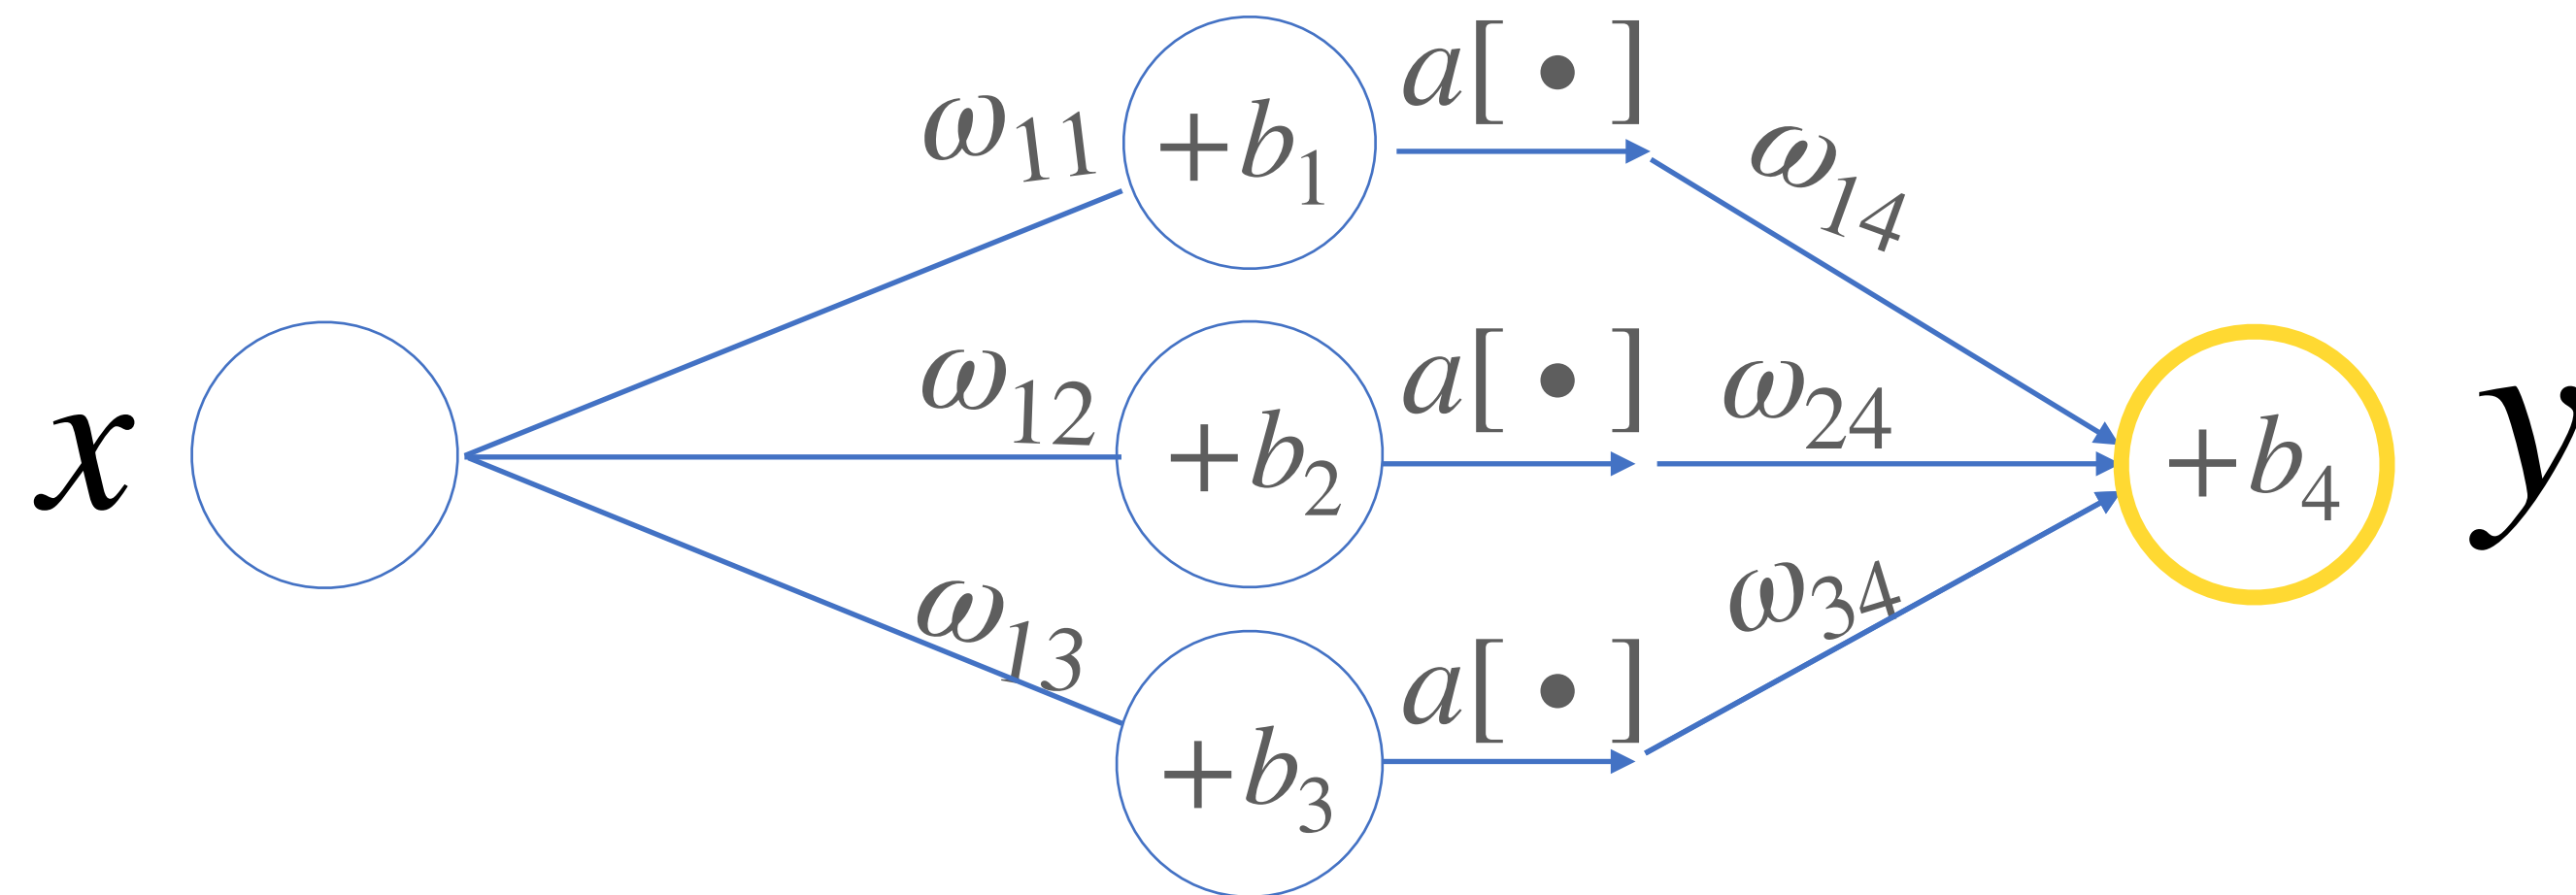 ω₁₁ +b₁ a[ • ] ω₁₄
x ω₁₂ +b₂ a[ • ] ω₂₄ +b₄ y
ω₁₃ +b₃ a[ • ] ω₃₄